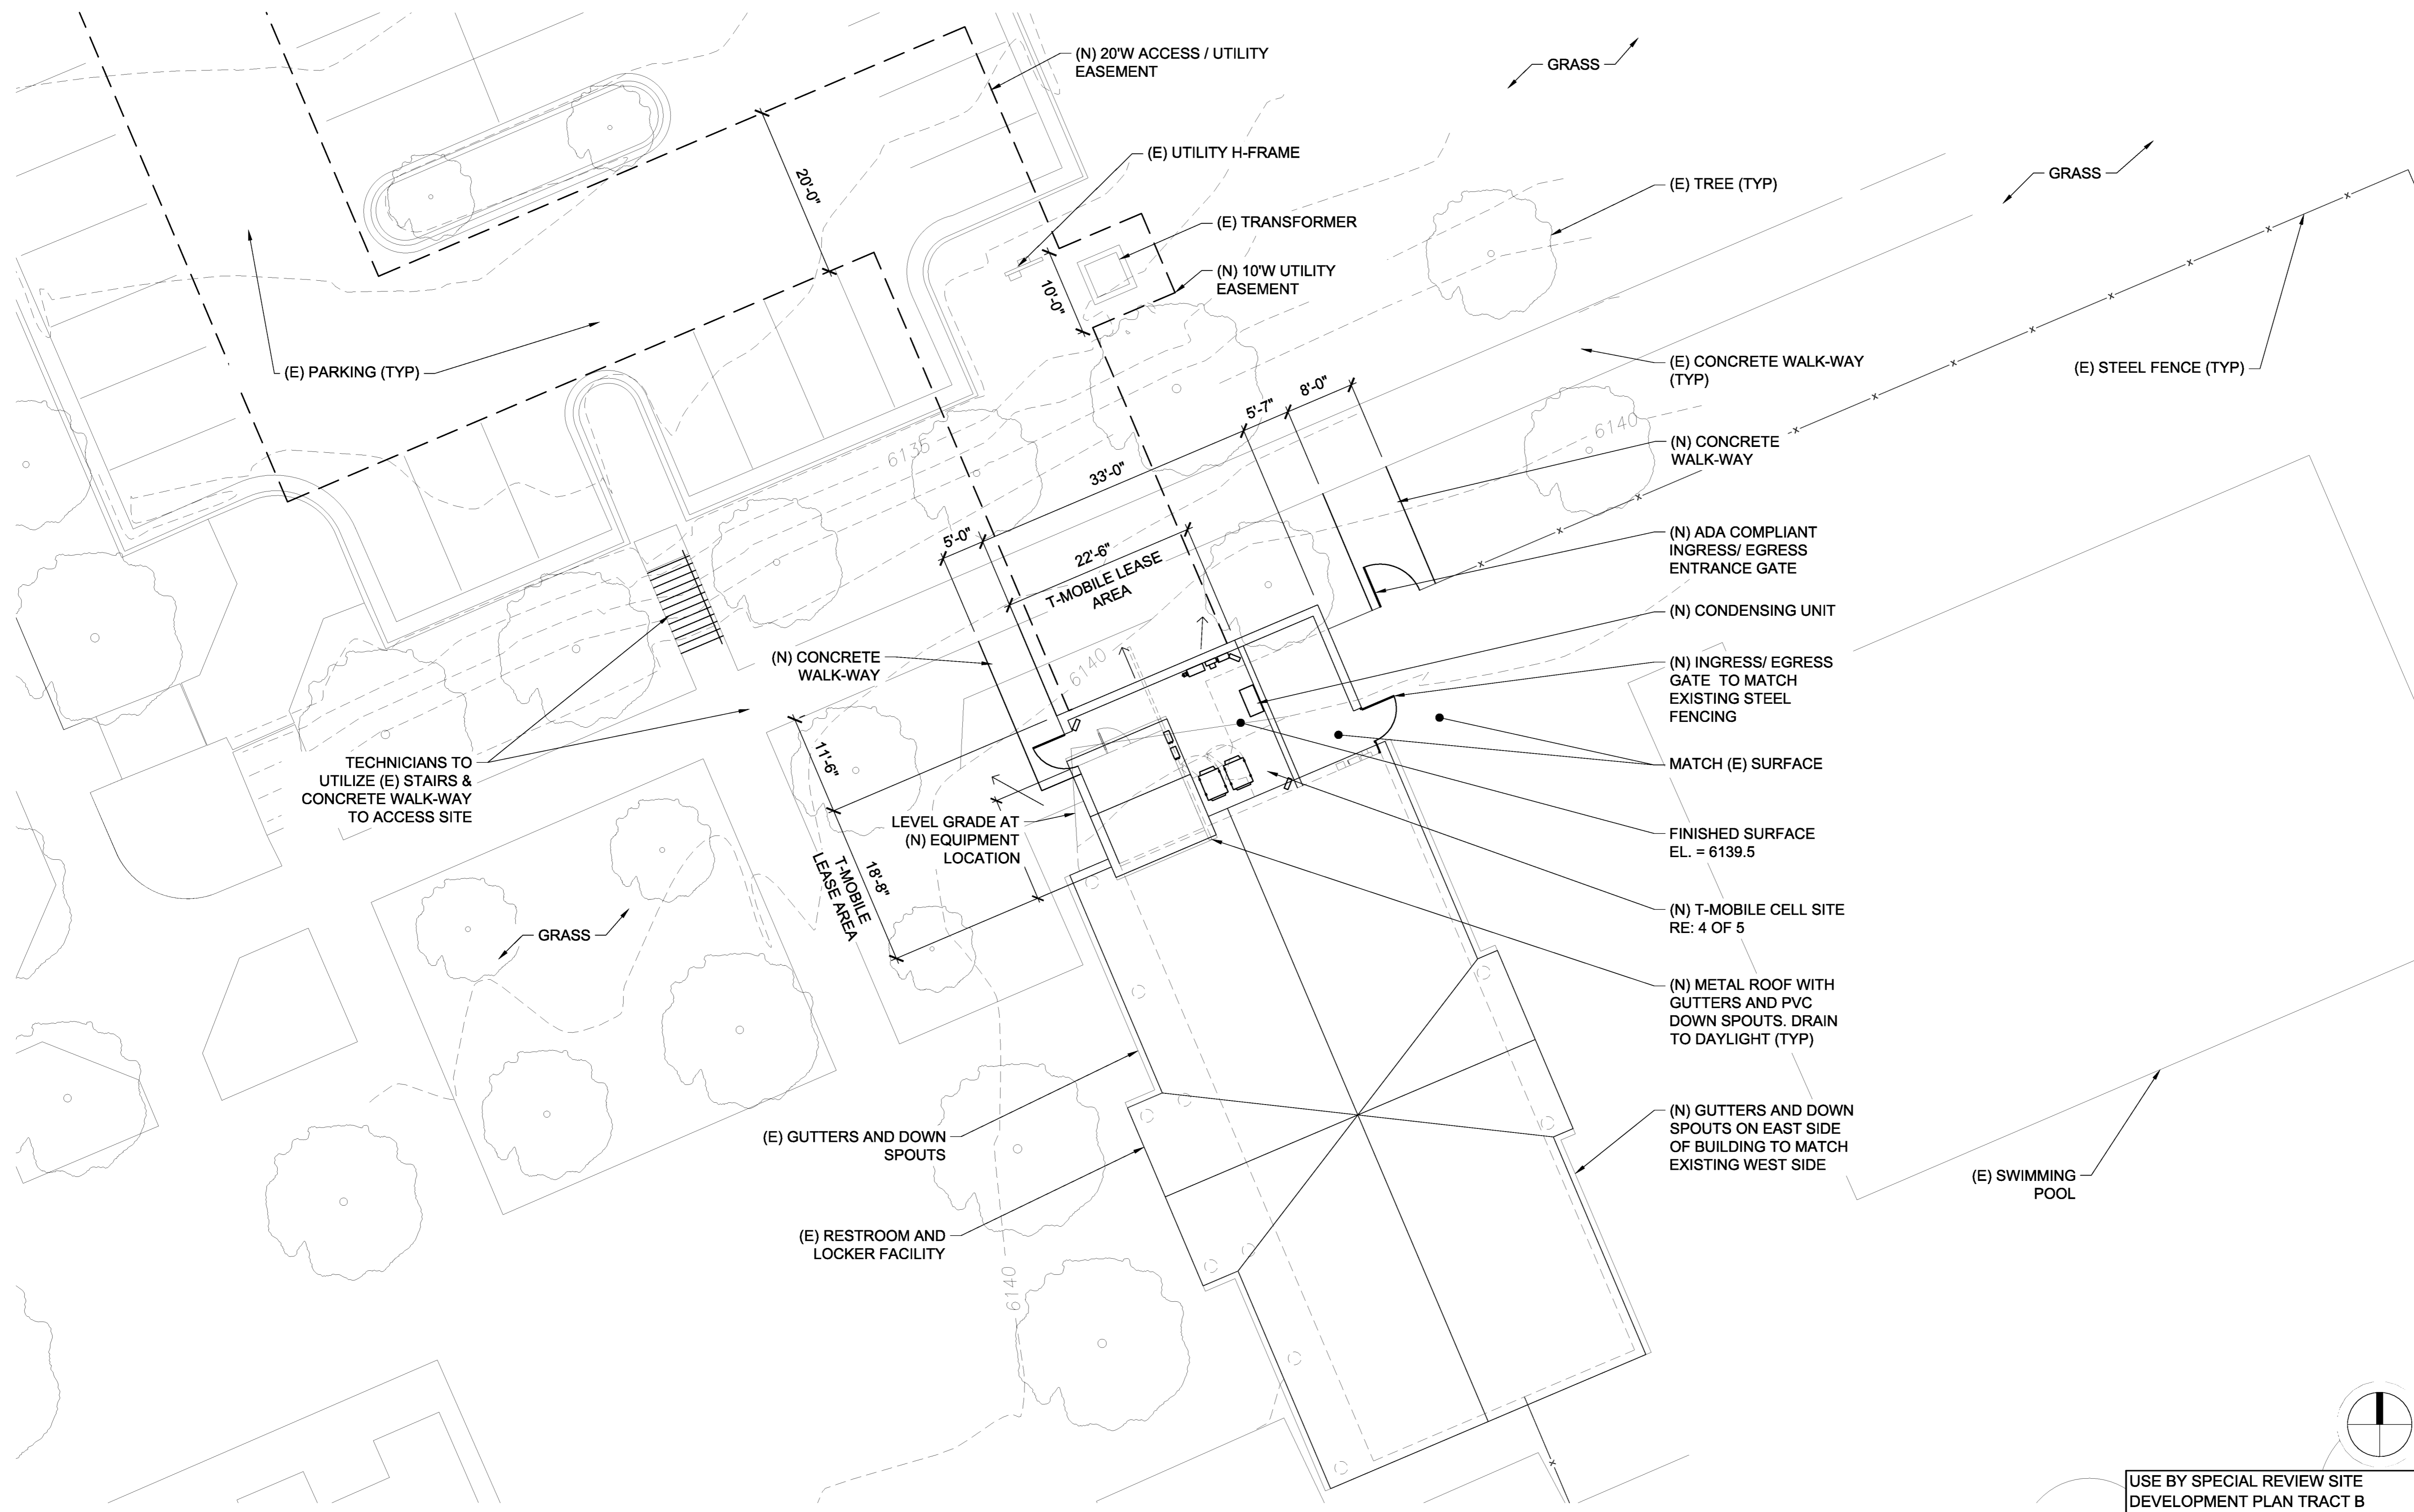 (N) 20'W ACCESS / UTILITY
EASEMENT
GRASS
(E) UTILITY H-FRAME
GRASS
20'-0"
(E) TREE (TYP)
(E) TRANSFORMER
(N) 10'W UTILITY
EASEMENT
10'-0"
(E) PARKING (TYP)
(E) CONCRETE WALK-WAY
(TYP)
(E) STEEL FENCE (TYP)
8'-0"
5'-7"
6140
6135
33'-0"
(N) CONCRETE
WALK-WAY
5'-0"
22'-6"
T-MOBILE LEASE
AREA
(N) ADA COMPLIANT
INGRESS/ EGRESS
ENTRANCE GATE
(N) CONDENSING UNIT
(N) CONCRETE
WALK-WAY
6140
(N) INGRESS/ EGRESS
GATE TO MATCH
EXISTING STEEL
FENCING
TECHNICIANS TO
UTILIZE (E) STAIRS &
CONCRETE WALK-WAY
TO ACCESS SITE
11'-6"
MATCH (E) SURFACE
LEVEL GRADE AT
(N) EQUIPMENT
LOCATION
FINISHED SURFACE
EL. = 6139.5
18'-8"
T-MOBILE
LEASE AREA
GRASS
(N) T-MOBILE CELL SITE
RE: 4 OF 5
(N) METAL ROOF WITH
GUTTERS AND PVC
DOWN SPOUTS. DRAIN
TO DAYLIGHT (TYP)
(E) GUTTERS AND DOWN
SPOUTS
(N) GUTTERS AND DOWN
SPOUTS ON EAST SIDE
OF BUILDING TO MATCH
EXISTING WEST SIDE
(E) SWIMMING
POOL
(E) RESTROOM AND
LOCKER FACILITY
6140
USE BY SPECIAL REVIEW SITE
DEVELOPMENT PLAN TRACT B